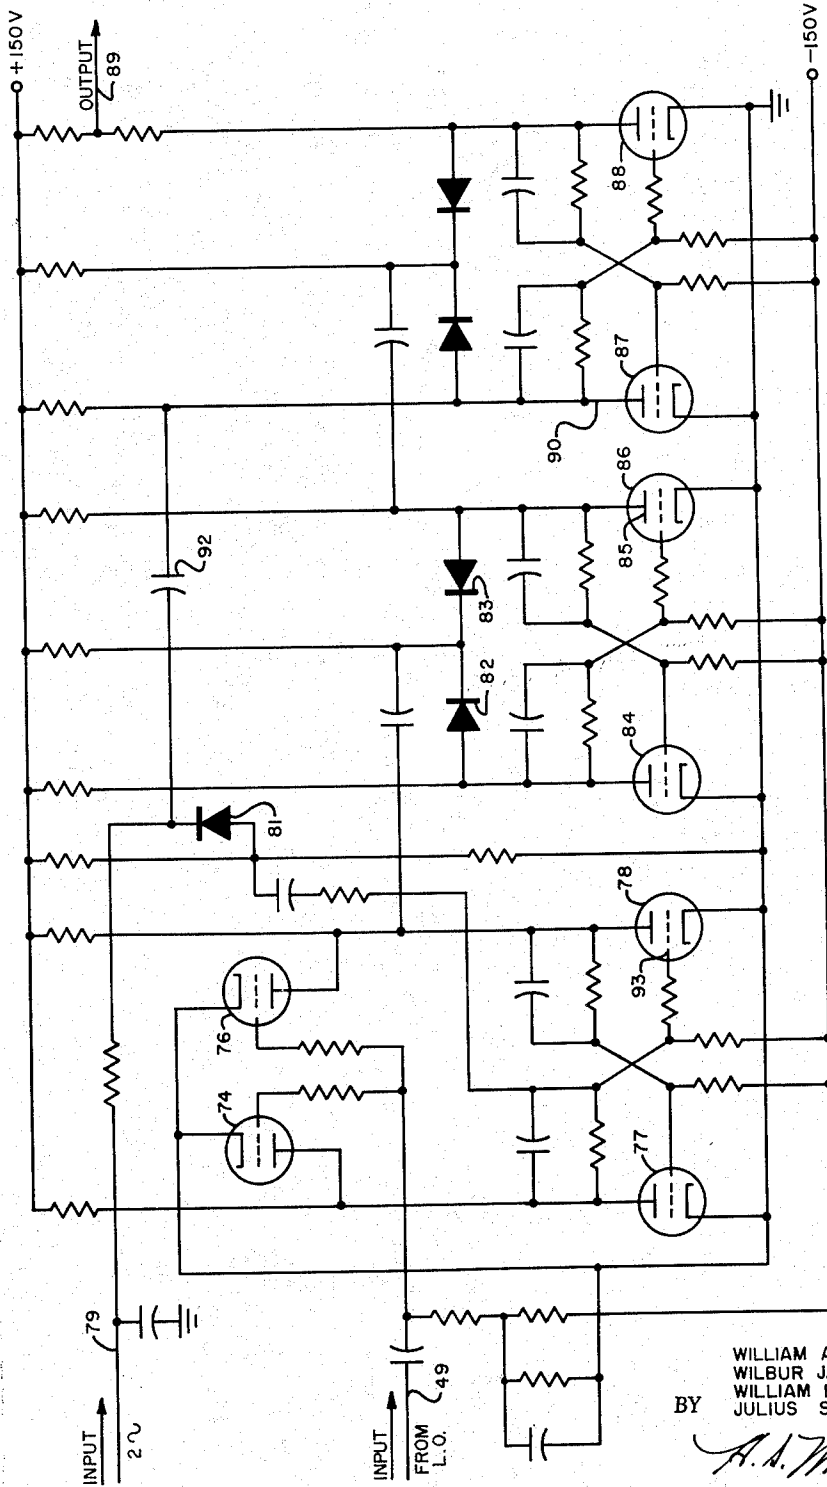 INPUT
2~
79
INPUT
FROM
L.O.
49
74
76
77
78
93
81
92
82
83
84
85
86
87
88
90
OUTPUT
89
+150V
-150V
BY
WILLIAM A
WILBUR J
WILLIAM
JULIUS S